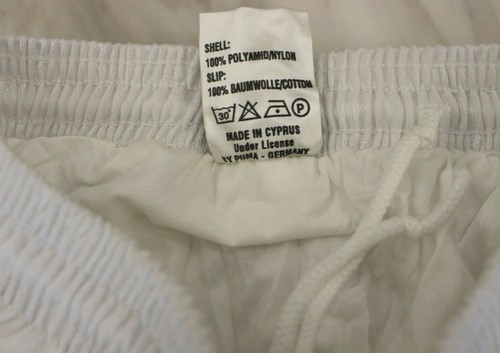 SHELL:
100% POLYAMID/NYLON
SLIP:
100% BAUMWOLLE/COTTON
30° P
MADE IN CYPRUS
Under License
BY PUMA - GERMANY